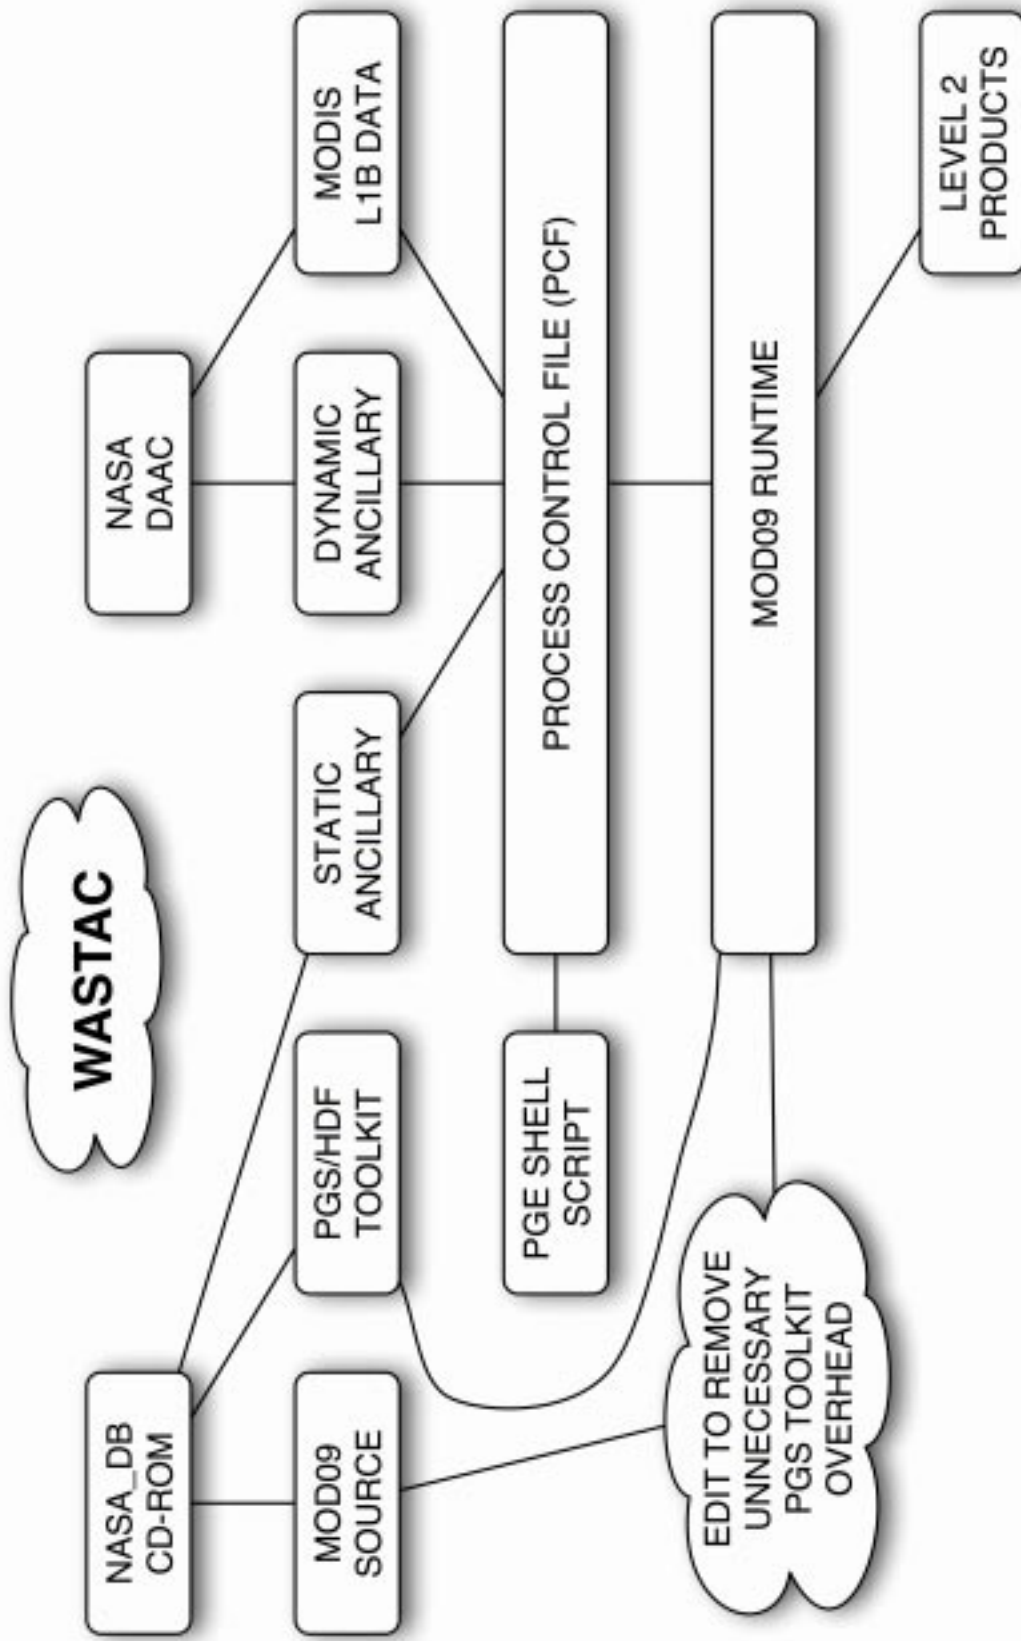 WASTAC
NASA_DB
CD-ROM
NASA
DAAC
MOD09
SOURCE
PGS/HDF
TOOLKIT
STATIC
ANCILLARY
DYNAMIC
ANCILLARY
MODIS
L1B DATA
PGE SHELL
SCRIPT
PROCESS CONTROL FILE (PCF)
EDIT TO REMOVE
UNNECESSARY
PGS TOOLKIT
OVERHEAD
MOD09 RUNTIME
LEVEL 2
PRODUCTS